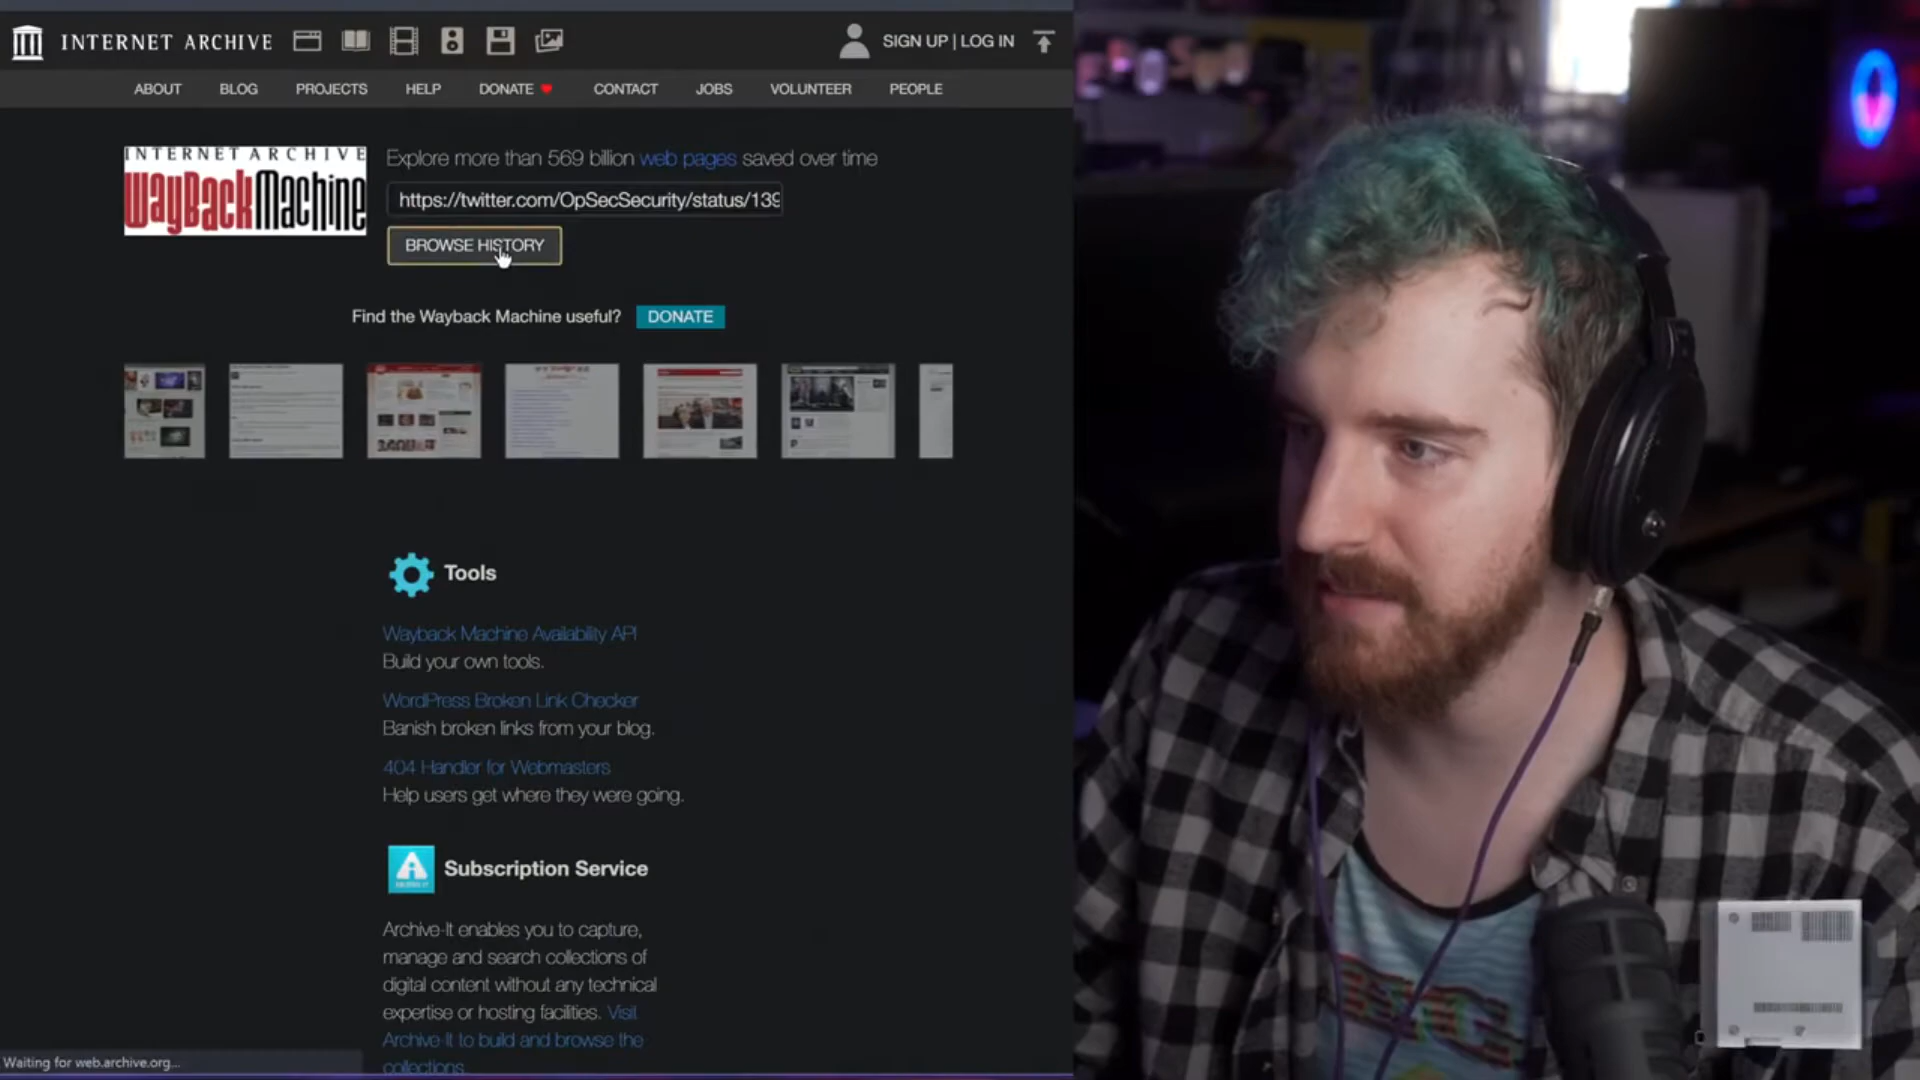 INTERNET ARCHIVE
SIGN UP | LOG IN
ABOUT BLOG PROJECTS HELP DONATE CONTACT JOBS VOLUNTEER PEOPLE
INTERNET ARCHIVE
WayBackMachine
Explore more than 569 billion web pages saved over time
https://twitter.com/OpSecSecurity/status/139
BROWSE HISTORY
Find the Wayback Machine useful? DONATE
Tools
Wayback Machine Availability API
Build your own tools.
WordPress Broken Link Checker
Banish broken links from your blog.
404 Handler for Webmasters
Help users get where they were going.
Subscription Service
Archive-It enables you to capture,
manage and search collections of
digital content without any technical
expertise or hosting facilities. Visit
Archive-It to build and browse the
collections.
Waiting for web.archive.org...